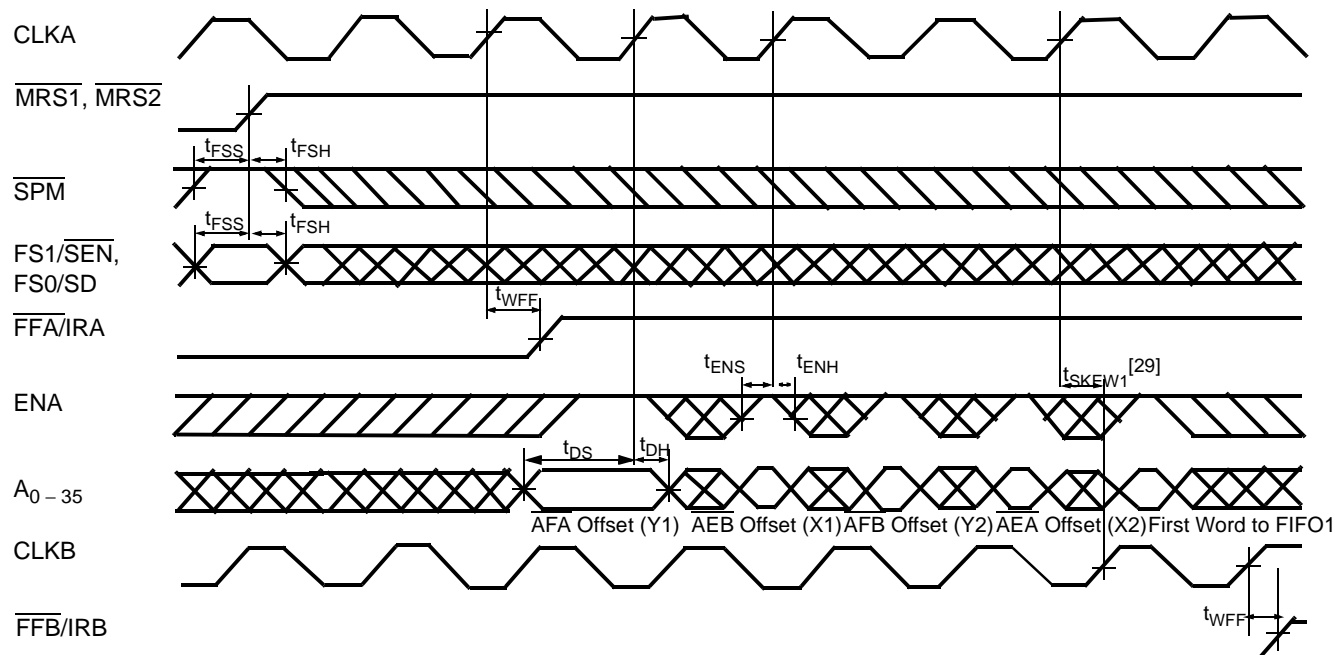 CLKA
MRS1, MRS2
tFSS tFSH
SPM
tFSS tFSH
FS1/SEN,
FS0/SD
tWFF
FFA/IRA
tENS tENH tSKEW1[29]
ENA
tDS tDH
A0 – 35
AFA Offset (Y1) AEB Offset (X1) AFB Offset (Y2) AEA Offset (X2) First Word to FIFO1
CLKB
tWFF
FFB/IRB